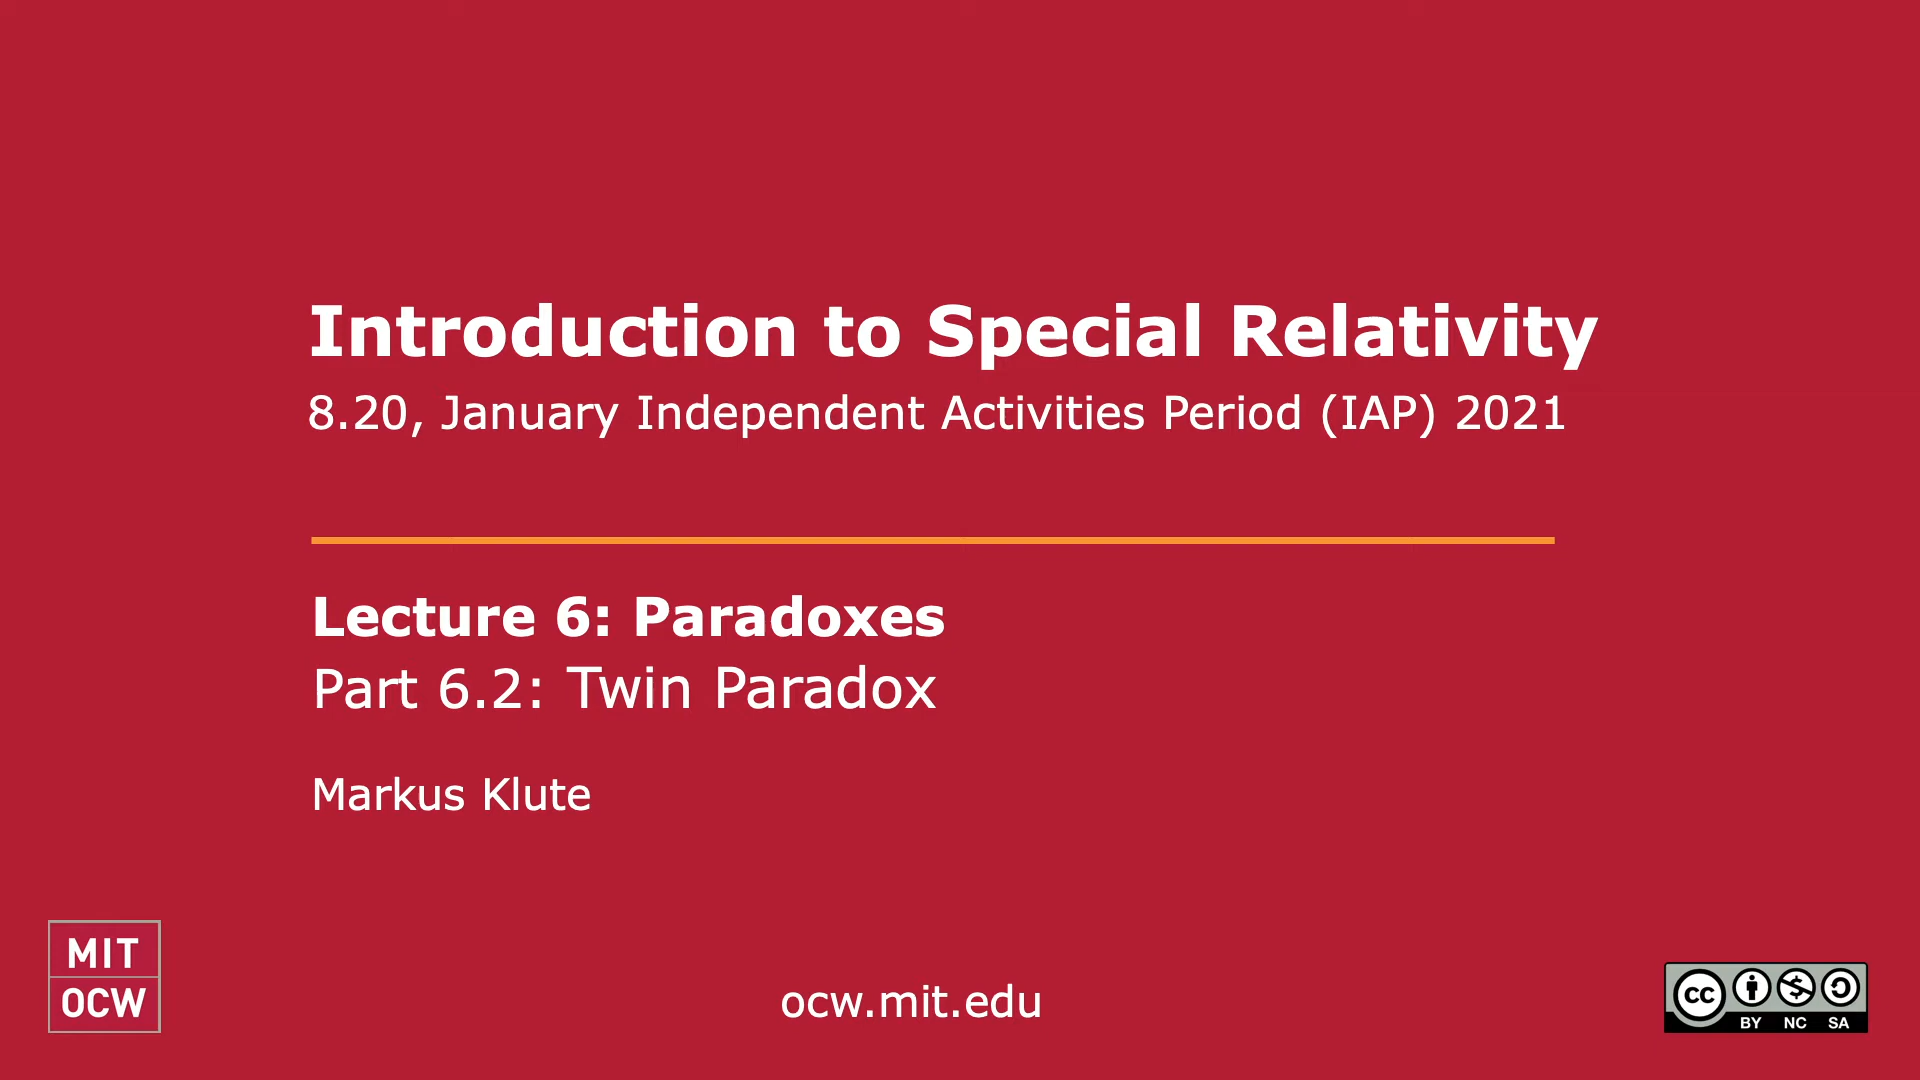 Introduction to Special Relativity
8.20, January Independent Activities Period (IAP) 2021
Lecture 6: Paradoxes
Part 6.2: Twin Paradox
Markus Klute
MIT
OCW
ocw.mit.edu
cc
BY NC SA